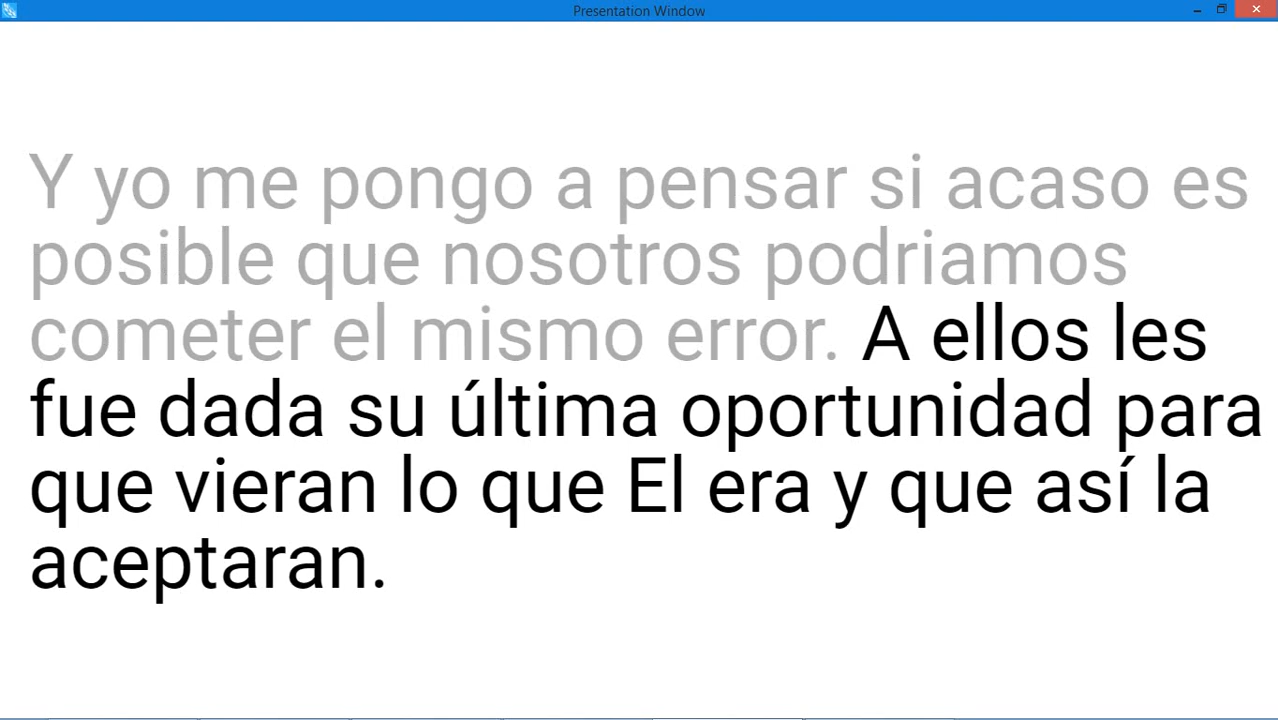 Presentation Window
Y yo me pongo a pensar si acaso es
posible que nosotros podriamos
cometer el mismo error. A ellos les
fue dada su última oportunidad para
que vieran lo que El era y que así la
aceptaran.